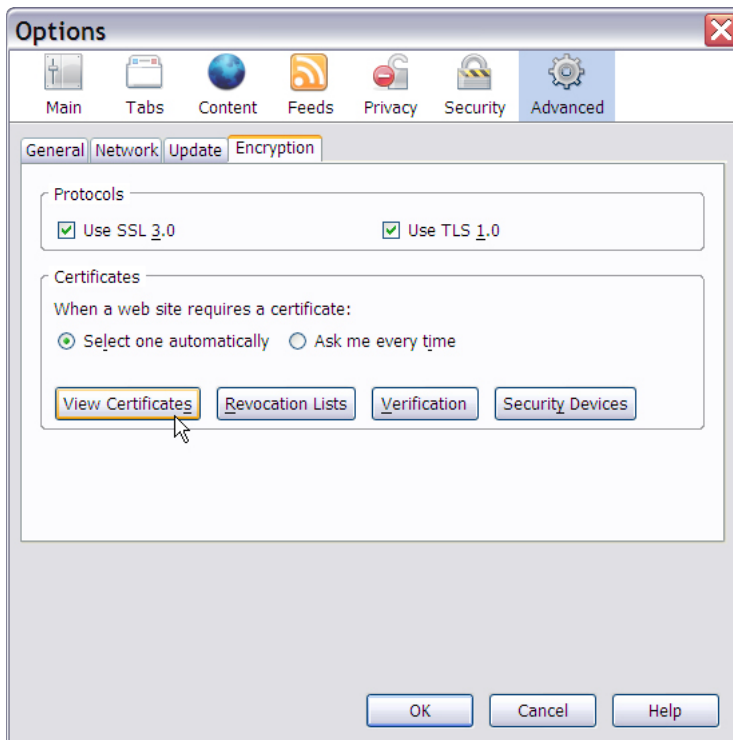 Options
Main Tabs Content Feeds Privacy Security Advanced
General Network Update Encryption
Protocols
Use SSL 3.0 Use TLS 1.0
Certificates
When a web site requires a certificate:
Select one automatically Ask me every time
View Certificates Revocation Lists Verification Security Devices
OK Cancel Help